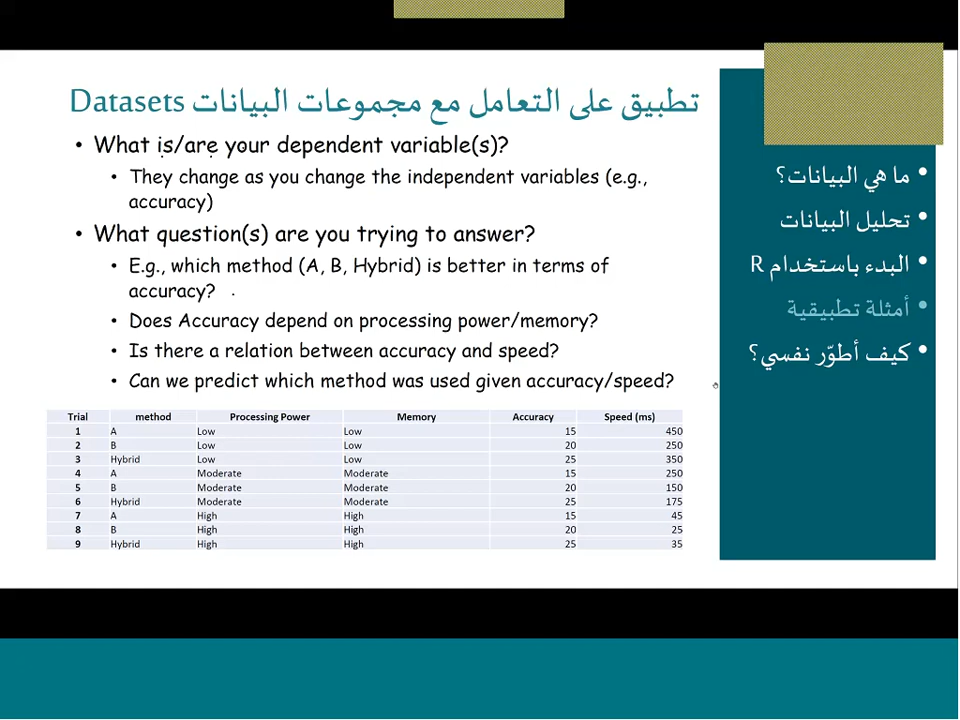 تطبيق على التعامل مع مجموعات البيانات Datasets
• What is/are your dependent variable(s)?
• They change as you change the independent variables (e.g.,
accuracy)
• What question(s) are you trying to answer?
• E.g., which method (A, B, Hybrid) is better in terms of
accuracy?
• Does Accuracy depend on processing power/memory?
• Is there a relation between accuracy and speed?
• Can we predict which method was used given accuracy/speed?
Trial method Processing Power Memory Accuracy Speed (ms)
1 A Low Low 15 450
2 B Low Low 20 250
3 Hybrid Low Low 25 350
4 A Moderate Moderate 15 250
5 B Moderate Moderate 20 150
6 Hybrid Moderate Moderate 25 175
7 A High High 15 45
8 B High High 20 25
9 Hybrid High High 25 35
• ما هي البيانات؟
• تحليل البيانات
• البدء باستخدام R
• أمثلة تطبيقية
• كيف أطوّر نفسي؟